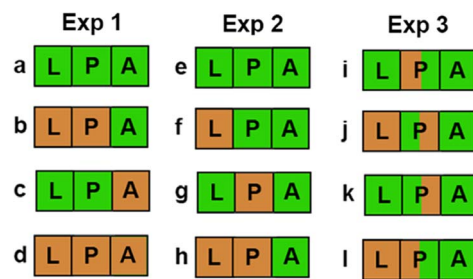 Exp 1 Exp 2 Exp 3
a L P A e L P A i L P A
b L P A f L P A j L P A
c L P A g L P A k L P A
d L P A h L P A l L P A